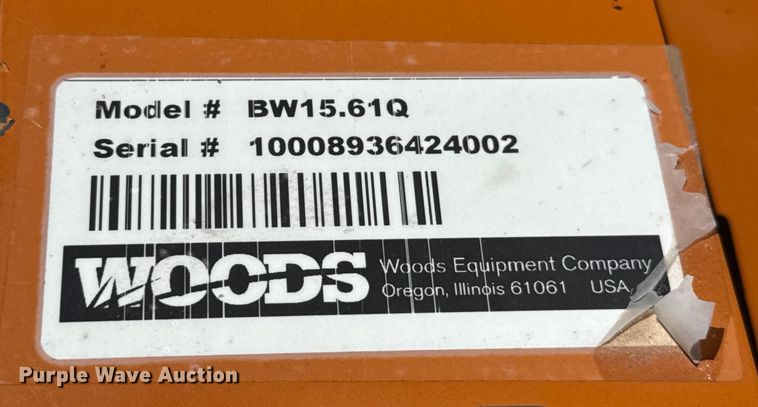 Model # BW15.61Q
Serial # 10008936424002
WOODS
Woods Equipment Company
Oregon, Illinois 61061 USA
Purple Wave Auction